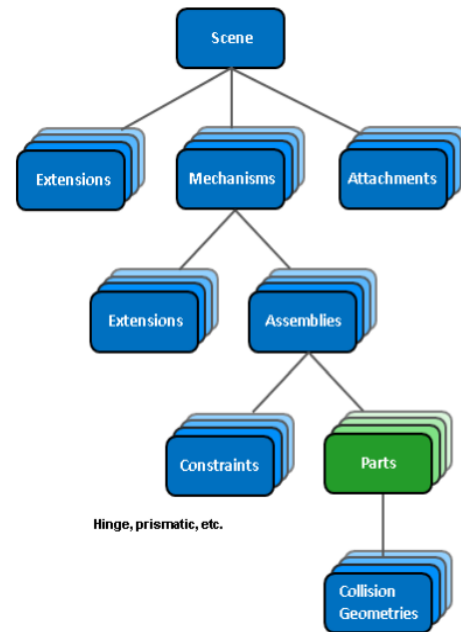 Scene
Extensions
Mechanisms
Attachments
Extensions
Assemblies
Constraints
Parts
Hinge, prismatic, etc.
Collision
Geometries